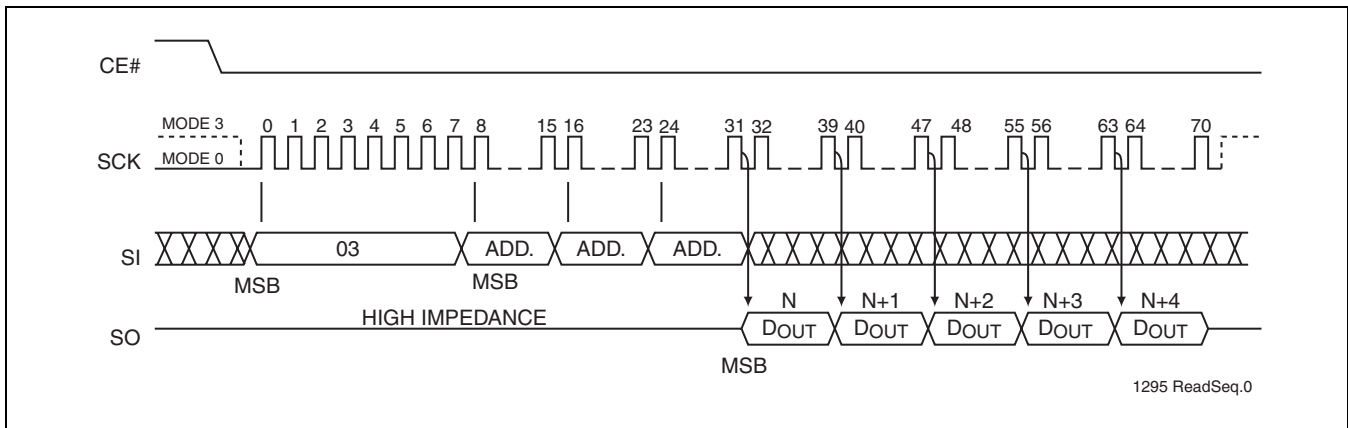 CE#
MODE 3
0 1 2 3 4 5 6 7 8 15 16 23 24 31 32 39 40 47 48 55 56 63 64 70
SCK
MODE 0
SI
03 ADD. ADD. ADD.
MSB MSB
N N+1 N+2 N+3 N+4
HIGH IMPEDANCE
SO
DOUT DOUT DOUT DOUT DOUT
MSB
1295 ReadSeq.0